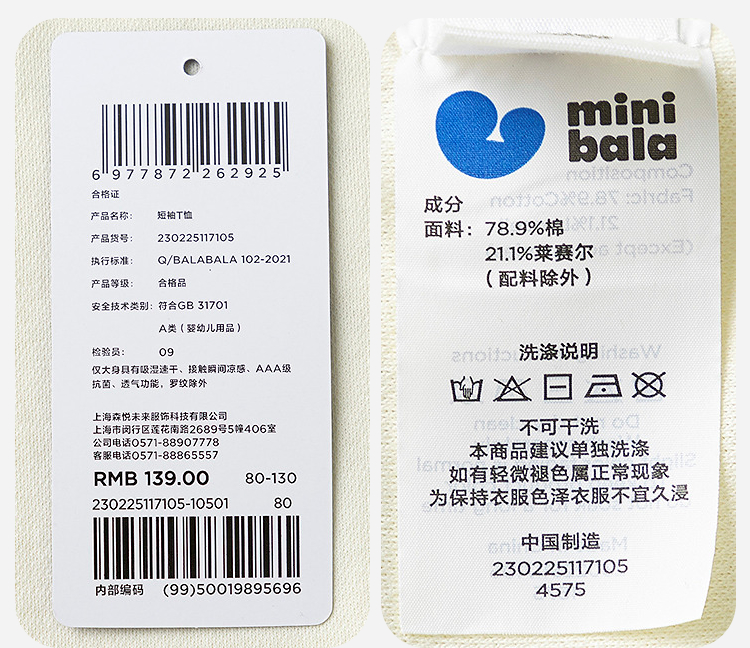 6 977872 262925
合格证
产品名称: 短袖T恤
产品货号: 230225117105
执行标准: Q/BALABALA 102-2021
产品等级: 合格品
安全技术类别: 符合GB 31701
A类（婴幼儿用品）
检验员: 09
仅大身具有吸湿速干、接触瞬间凉感、AAA级
抗菌、透气功能，罗纹除外
上海森悦未来服饰科技有限公司
上海市闵行区莲花南路2689号5幢406室
公司电话0571-88907778
客服电话0571-88865557
RMB 139.00 80-130
230225117105-10501 80
内部编码 (99)50019895696
mini
bala
成分
面料: 78.9%棉
21.1%莱赛尔
（配料除外）
洗涤说明
不可干洗
本商品建议单独洗涤
如有轻微褪色属正常现象
为保持衣服色泽衣服不宜久浸
中国制造
230225117105
4575